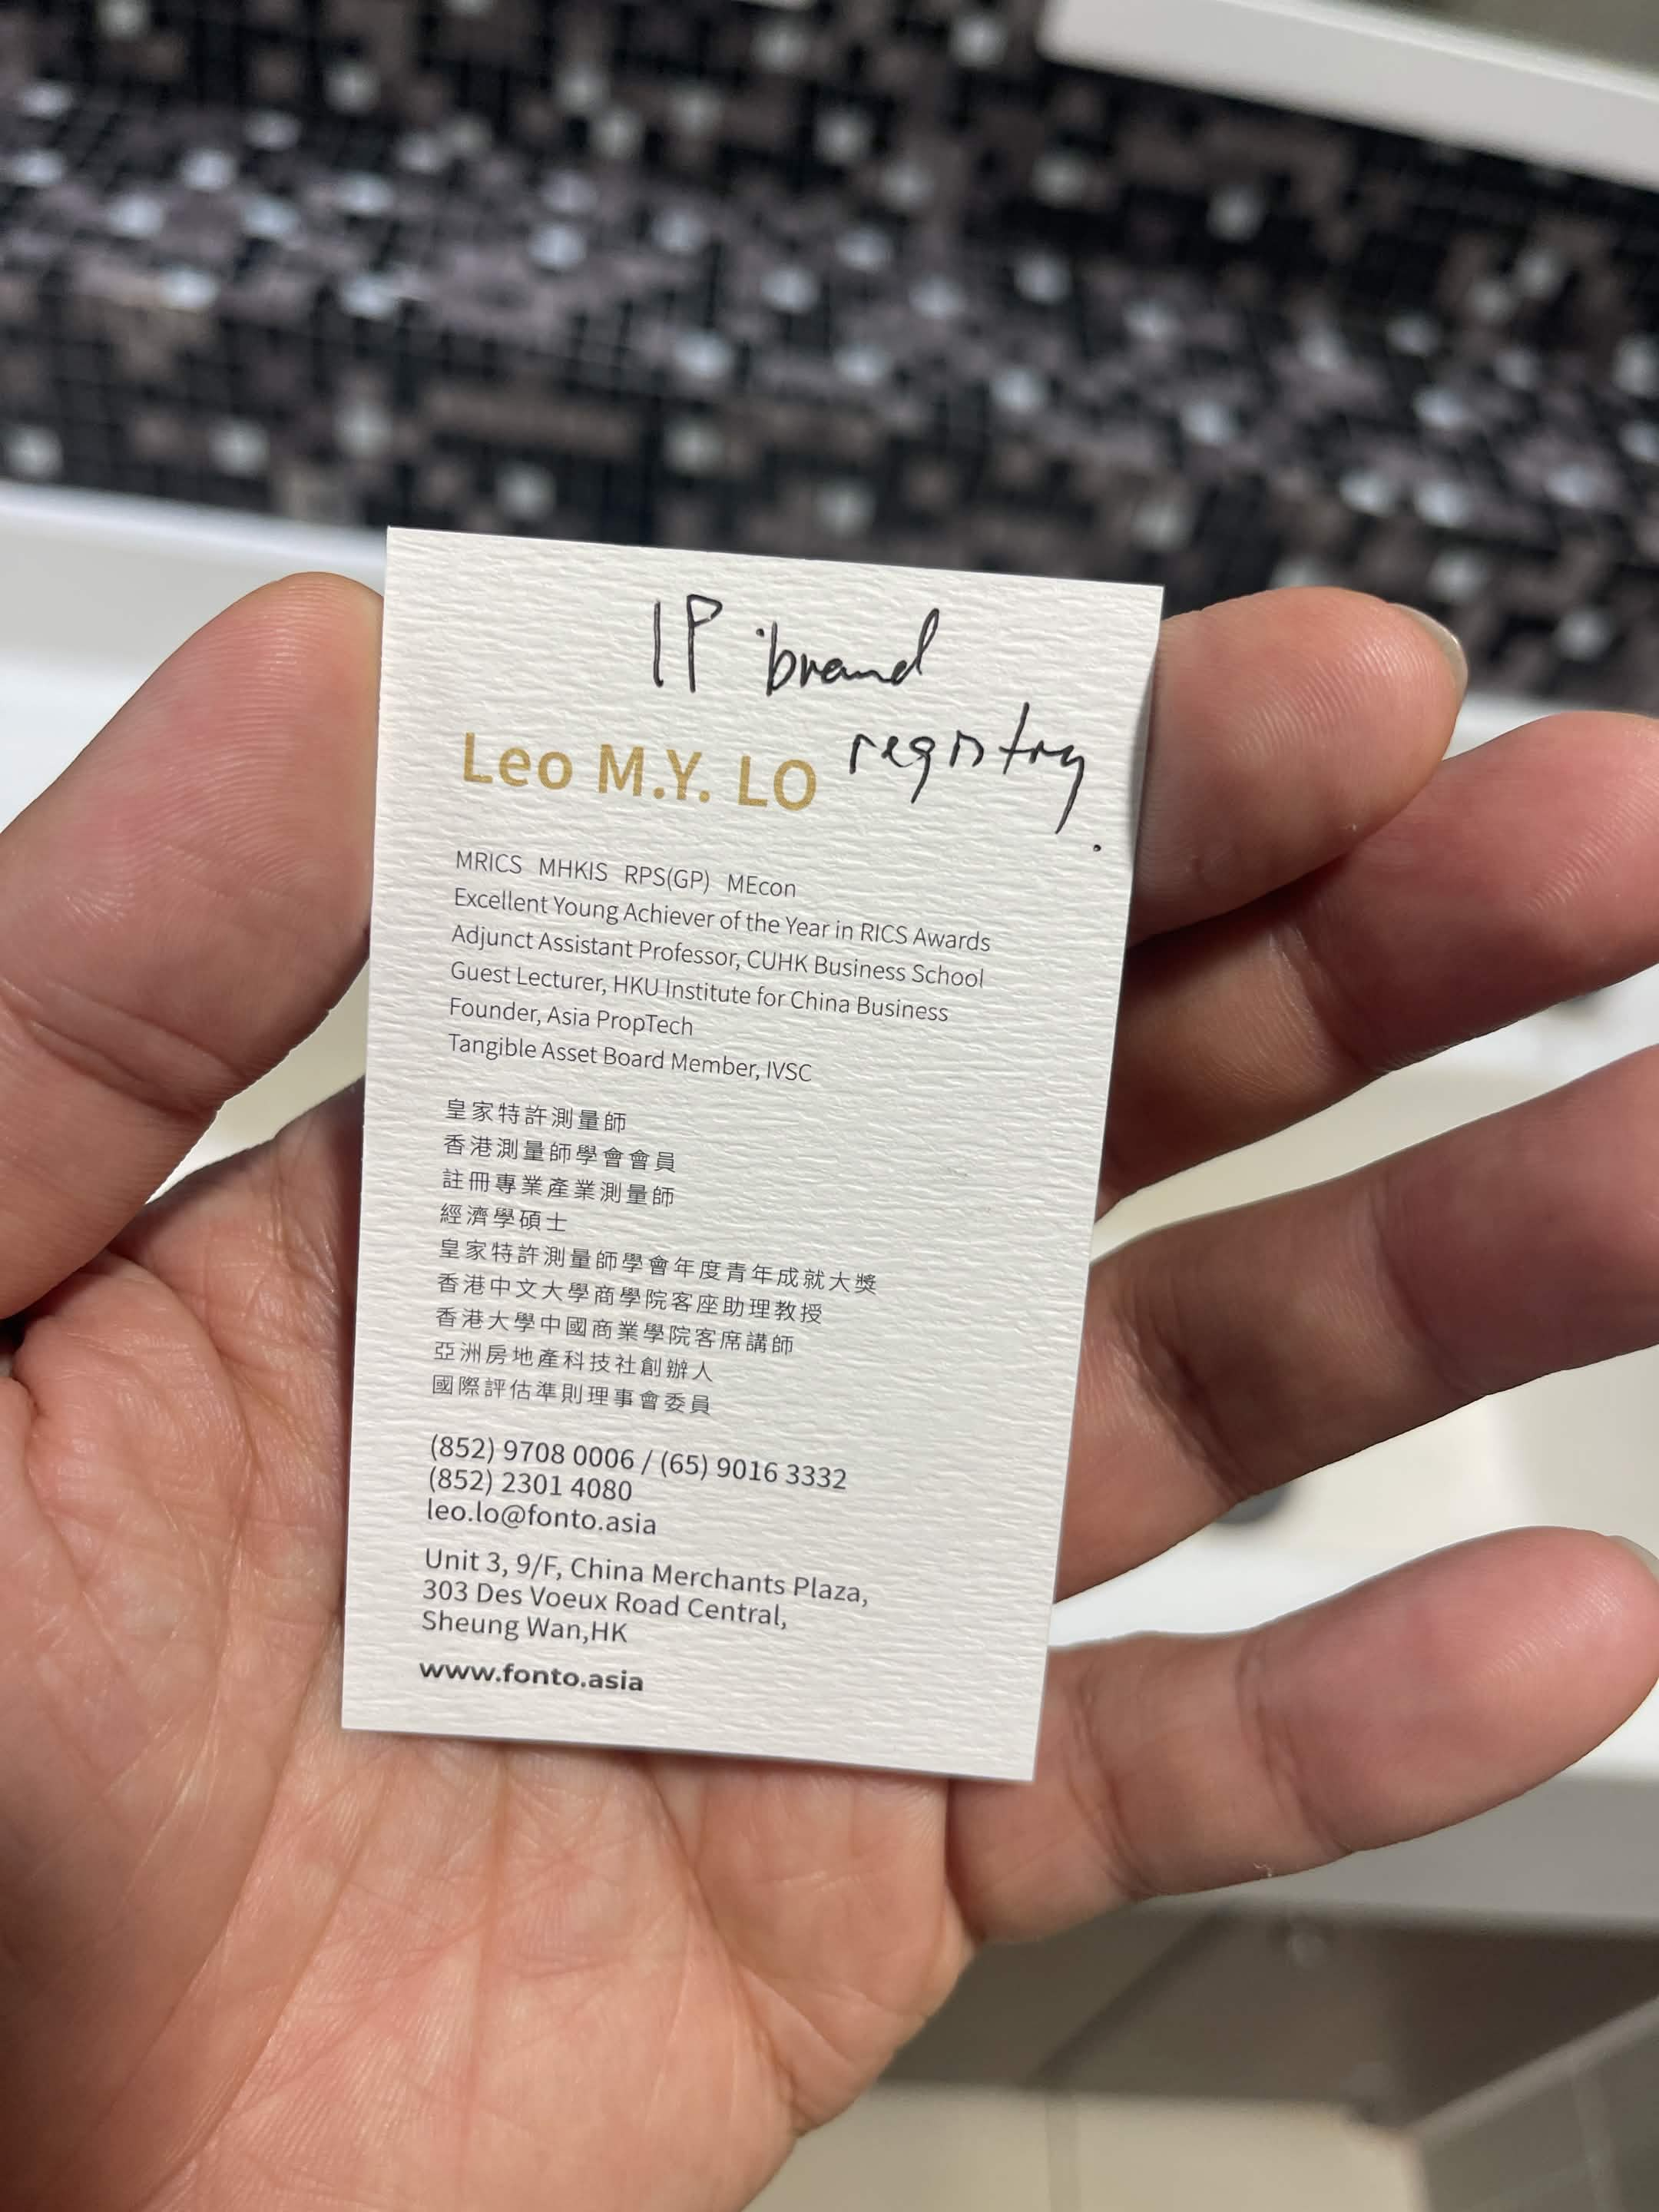 IP brand
registry.
Leo M.Y. LO
MRICS MHKIS RPS(GP) MEcon
Excellent Young Achiever of the Year in RICS Awards
Adjunct Assistant Professor, CUHK Business School
Guest Lecturer, HKU Institute for China Business
Founder, Asia PropTech
Tangible Asset Board Member, IVSC
皇家特許測量師
香港測量師學會會員
註冊專業產業測量師
經濟學碩士
皇家特許測量師學會年度青年成就大獎
香港中文大學商學院客座助理教授
香港大學中國商業學院客席講師
亞洲房地產科技社創辦人
國際評估準則理事會委員
(852) 9708 0006 / (65) 9016 3332
(852) 2301 4080
leo.lo@fonto.asia
Unit 3, 9/F, China Merchants Plaza,
303 Des Voeux Road Central,
Sheung Wan,HK
www.fonto.asia